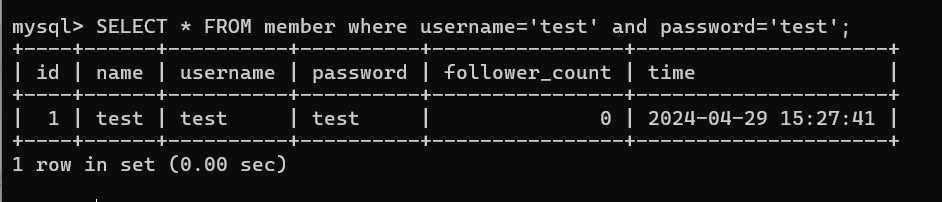 mysql> SELECT * FROM member where username='test' and password='test';
+----+------+----------+----------+----------------+---------------------+
| id | name | username | password | follower_count | time                |
+----+------+----------+----------+----------------+---------------------+
|  1 | test | test     | test     |              0 | 2024-04-29 15:27:41 |
+----+------+----------+----------+----------------+---------------------+
1 row in set (0.00 sec)